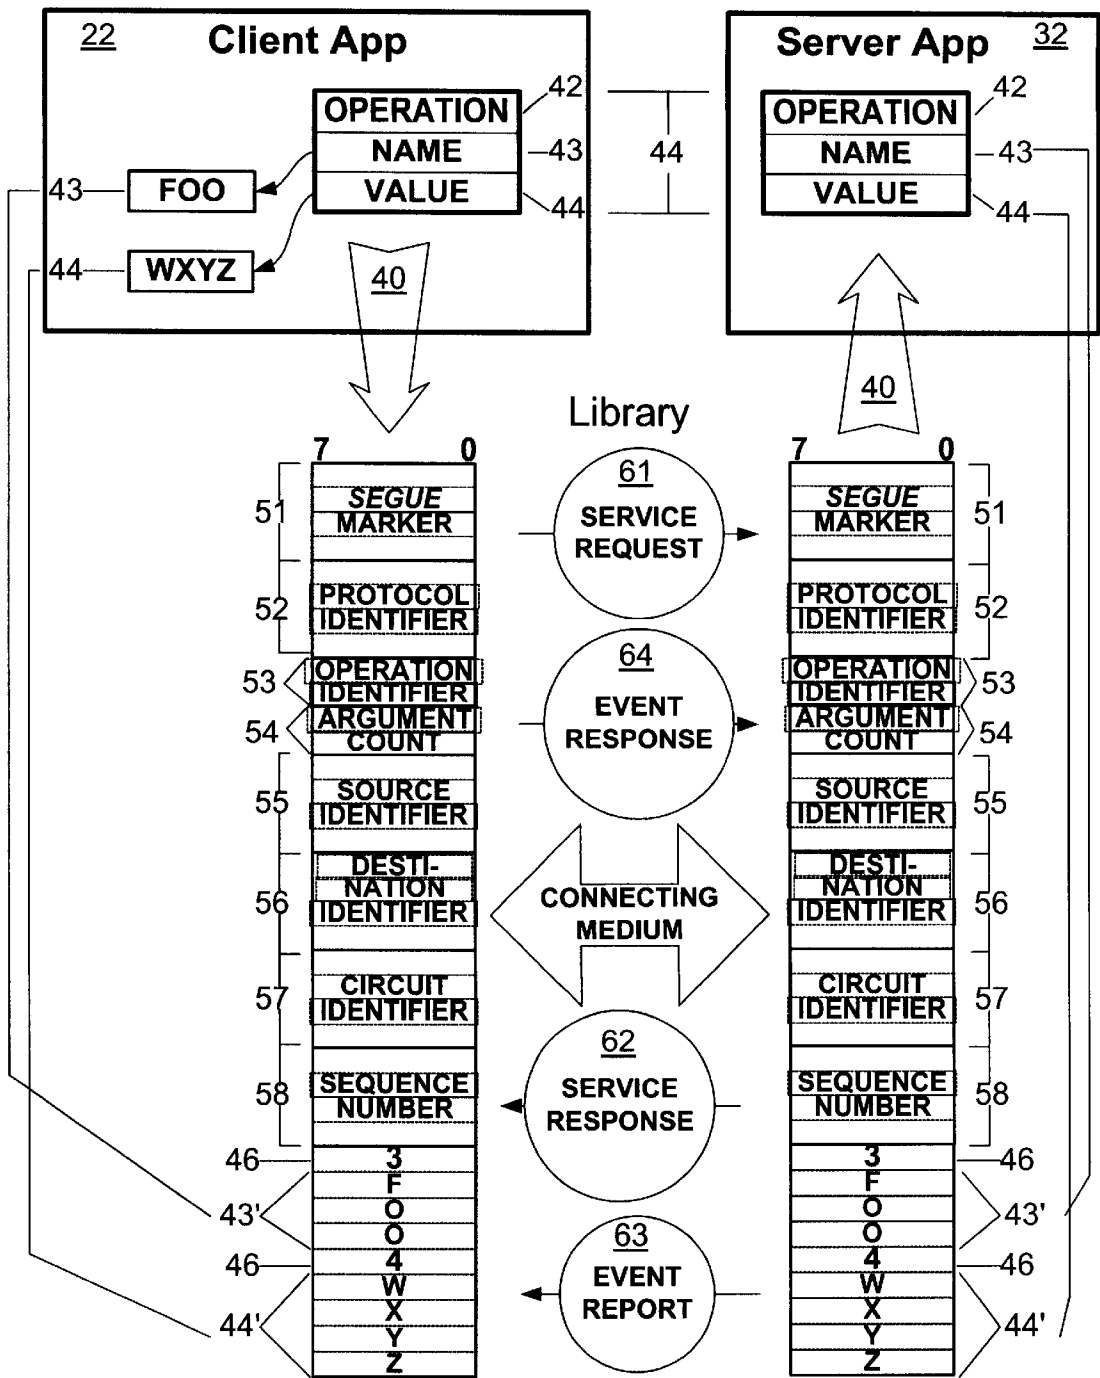 22
Client App
42
OPERATION
NAME
43
VALUE
44
43
FOO
44
WXYZ
40
44
Server App
32
42
OPERATION
NAME
43
VALUE
44
40
Library
7
0
51
SEGUE
MARKER
52
PROTOCOL
IDENTIFIER
53
OPERATION
IDENTIFIER
54
ARGUMENT
COUNT
55
SOURCE
IDENTIFIER
56
DESTI-
NATION
IDENTIFIER
57
CIRCUIT
IDENTIFIER
58
SEQUENCE
NUMBER
46
3
43'
F
O
O
46
4
44'
W
X
Y
Z
61
SERVICE
REQUEST
64
EVENT
RESPONSE
CONNECTING
MEDIUM
62
SERVICE
RESPONSE
63
EVENT
REPORT
7
0
SEGUE
MARKER
51
PROTOCOL
IDENTIFIER
52
OPERATION
IDENTIFIER
53
ARGUMENT
COUNT
54
SOURCE
IDENTIFIER
55
DESTI-
NATION
IDENTIFIER
56
CIRCUIT
IDENTIFIER
57
SEQUENCE
NUMBER
58
3
46
F
O
O
43'
4
46
W
X
Y
Z
44'